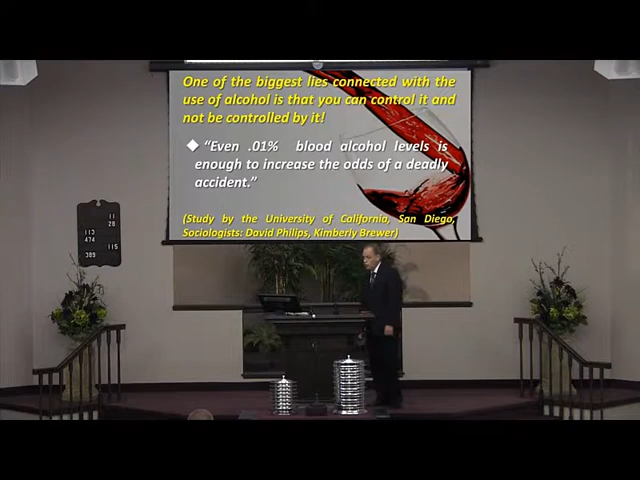 One of the biggest lies connected with the
use of alcohol is that you can control it and
not be controlled by it!
“Even .01% blood alcohol levels is
enough to increase the odds of a deadly
accident.”
(Study by the University of California, San Diego,
Sociologists: David Philips, Kimberly Brewer)
11
28
113
474
115
389